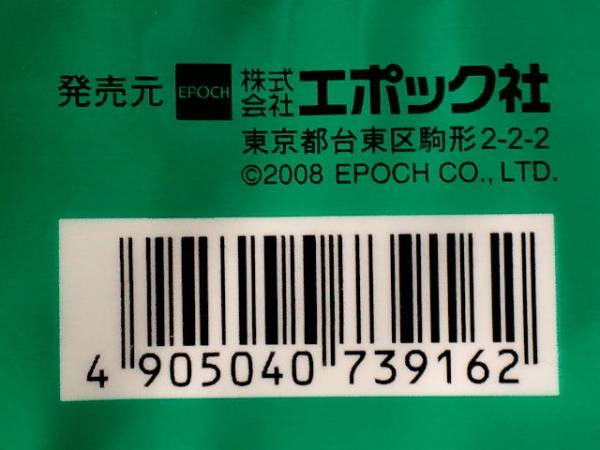 発売元 EPOCH 株式会社エポック社
東京都台東区駒形2-2-2
©2008 EPOCH CO., LTD.
4 905040 739162